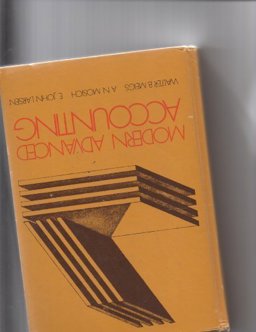 MODERN ADVANCED
ACCOUNTING
WALTER B. MEIGS A. N. MOSICH E. JOHN LARSEN